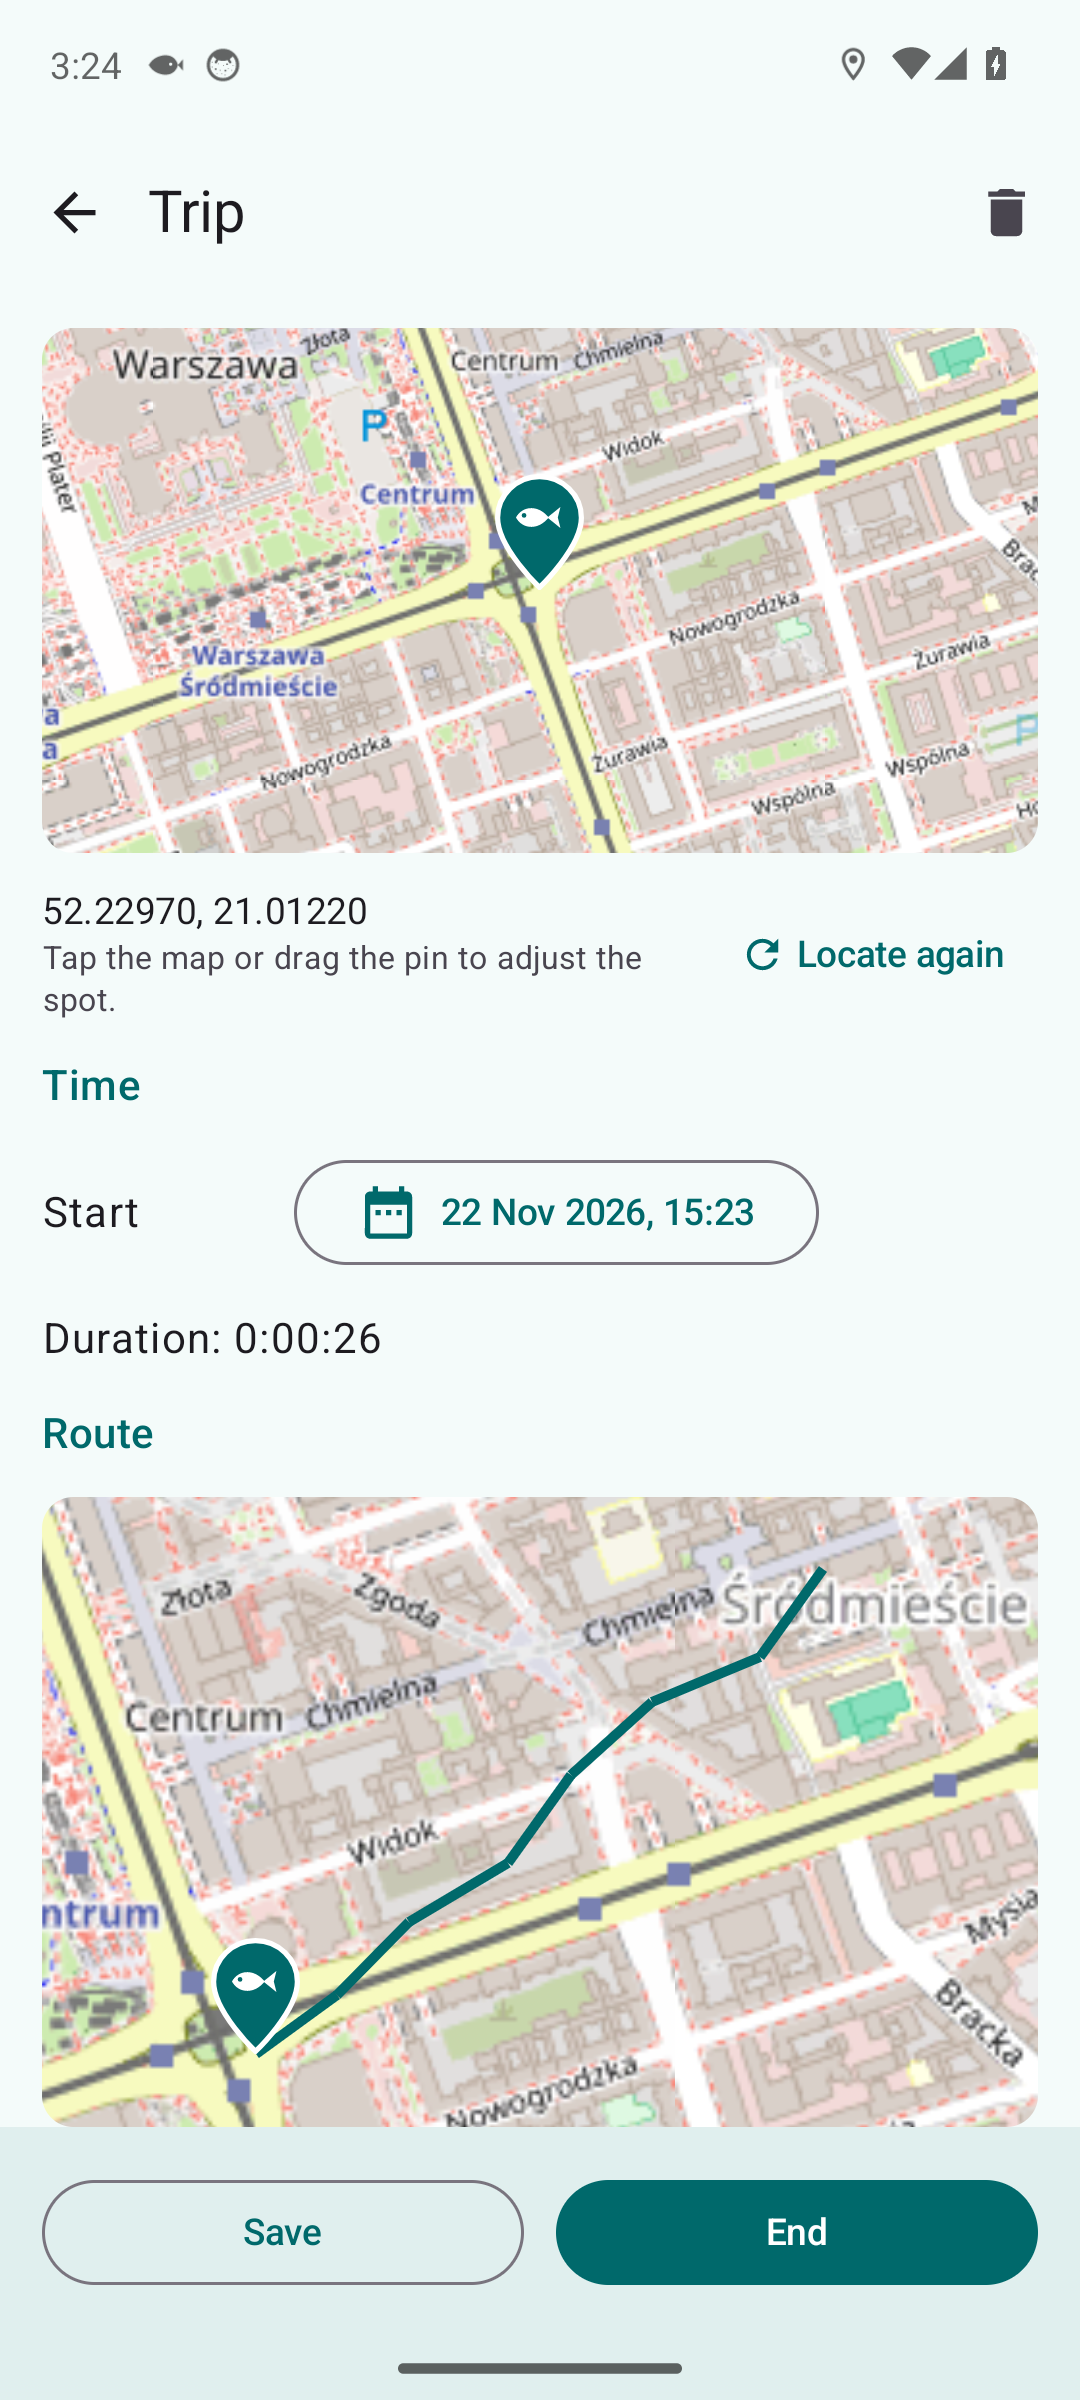 3:24
Trip
Warszawa
Złota
Centrum
Chmielna
P
Widok
Centrum
Nowogrodzka
Żurawia
Warszawa
Śródmieście
Nowogrodzka
Żurawia
Wspólna
Wspólna
52.22970, 21.01220
Tap the map or drag the pin to adjust the
spot.
Locate again
Time
Start
22 Nov 2026, 15:23
Duration: 0:00:26
Route
Złota
Zgoda
Chmielna
Śródmieście
Centrum
Chmielna
Widok
ntrum
Mysia
Bracka
Nowogrodzka
Save
End